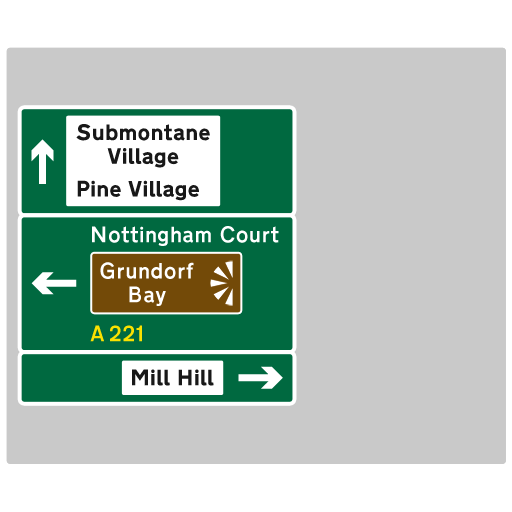 Submontane
Village
Pine Village
Nottingham Court
Grundorf
Bay
A 221
Mill Hill